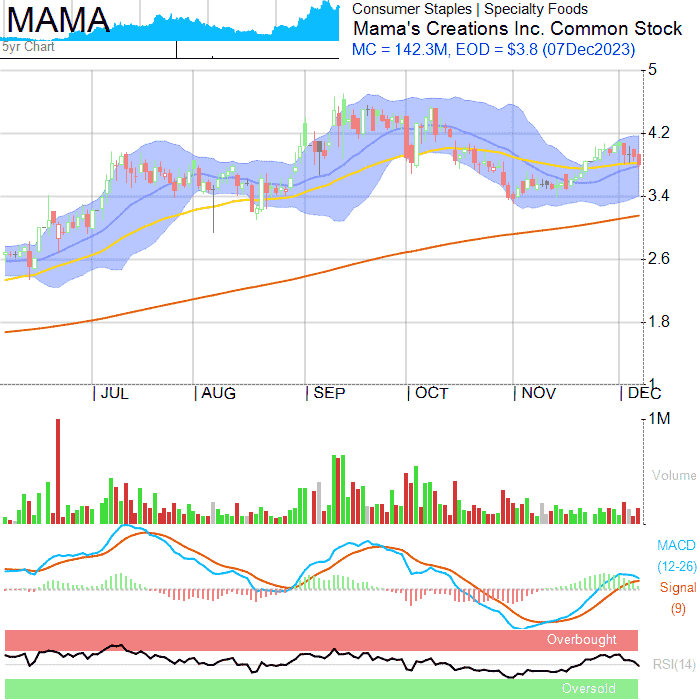 MAMA
5yr Chart
Consumer Staples | Specialty Foods
Mama's Creations Inc. Common Stock
MC = 142.3M, EOD = $3.8 (07Dec2023)
5
4.2
3.4
2.6
1.8
1
JUL AUG SEP OCT NOV DEC
1M
Volume
MACD
(12-26)
Signal
(9)
Overbought
RSI(14)
Oversold